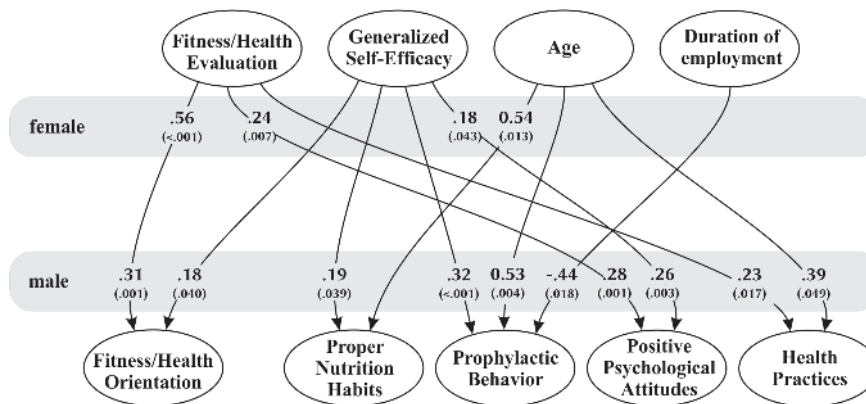 Fitness/Health
Evaluation
Generalized
Self-Efficacy
Age
Duration of
employment
female
.56
(<.001)
.24
(.007)
.18
(.043)
0.54
(.013)
male
.31
(.001)
.18
(.040)
.19
(.039)
.32
(<.001)
0.53
(.004)
-.44
(.018)
.28
(.001)
.26
(.003)
.23
(.017)
.39
(.049)
Fitness/Health
Orientation
Proper
Nutrition
Habits
Prophylactic
Behavior
Positive
Psychological
Attitudes
Health
Practices